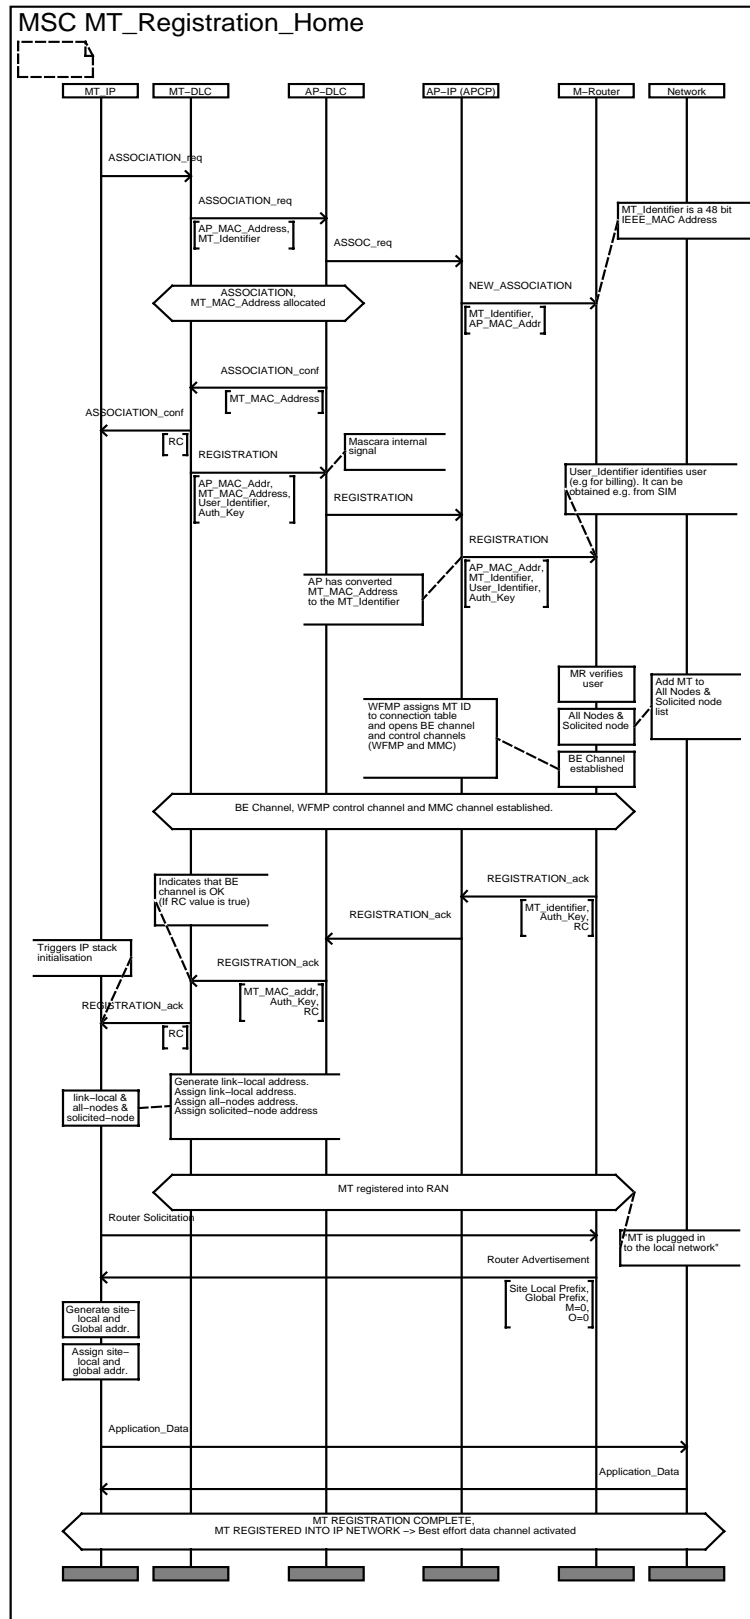 MSC MT_Registration_Home
MT_IP
MT−DLC
AP−DLC
AP−IP (APCP)
M−Router
Network
ASSOCIATION_req
ASSOCIATION_req
AP_MAC_Address,
MT_Identifier
MT_Identifier is a 48 bit
IEEE_MAC Address
ASSOC_req
ASSOCIATION,
MT_MAC_Address allocated
NEW_ASSOCIATION
MT_Identifier,
AP_MAC_Addr
ASSOCIATION_conf
MT_MAC_Address
ASSOCIATION_conf
RC
Mascara internal
signal
REGISTRATION
AP_MAC_Addr,
MT_MAC_Address,
User_Identifier,
Auth_Key
User_Identifier identifies user
(e.g for billing). It can be
obtained e.g. from SIM
REGISTRATION
REGISTRATION
AP_MAC_Addr,
MT_Identifier,
User_Identifier,
Auth_Key
AP has converted
MT_MAC_Address
to the MT_Identifier
MR verifies
user
Add MT to
All Nodes &
Solicited node
list
WFMP assigns MT ID
to connection table
and opens BE channel
and control channels
(WFMP and MMC)
All Nodes &
Solicited node
BE Channel
established
BE Channel, WFMP control channel and MMC channel established.
Indicates that BE
channel is OK
(If RC value is true)
REGISTRATION_ack
MT_identifier,
Auth_Key,
RC
REGISTRATION_ack
Triggers IP stack
initialisation
REGISTRATION_ack
MT_MAC_addr,
Auth_Key,
RC
REGISTRATION_ack
RC
link−local &
all−nodes &
solicited−node
Generate link−local address.
Assign link−local address.
Assign all−nodes address.
Assign solicited−node address
MT registered into RAN
Router Solicitation
"MT is plugged in
to the local network"
Router Advertisement
Site Local Prefix,
Global Prefix,
M=0,
O=0
Generate site−
local and
Global addr.
Assign site−
local and
global addr.
Application_Data
Application_Data
MT REGISTRATION COMPLETE,
MT REGISTERED INTO IP NETWORK −> Best effort data channel activated